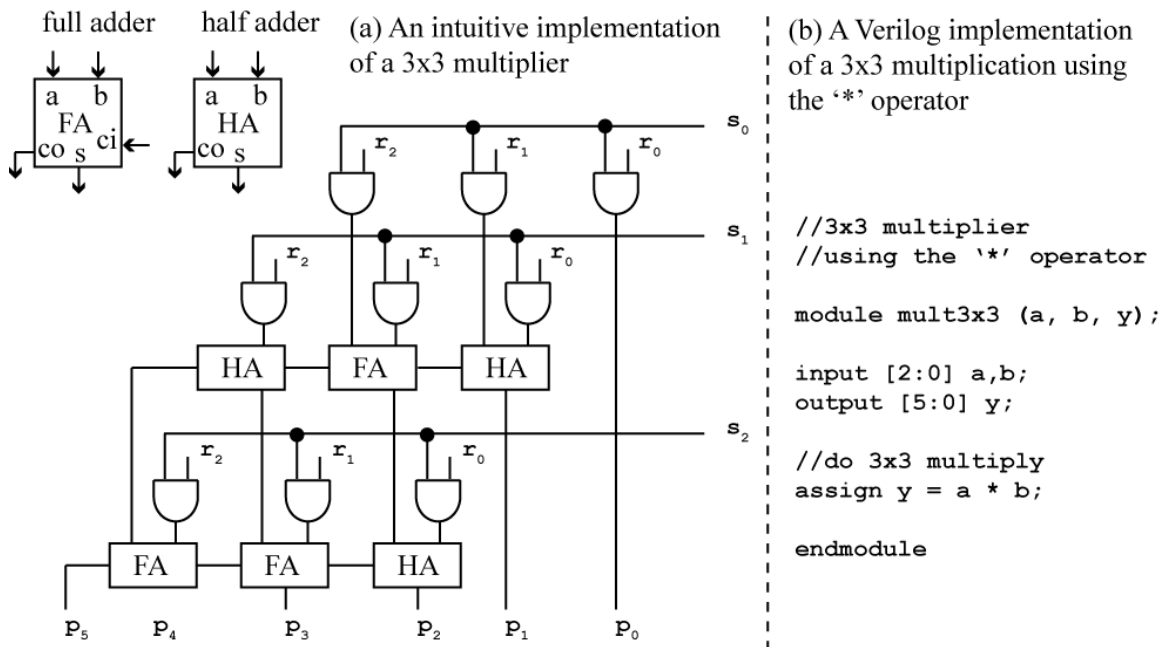 full adder
half adder
a b
FA
co s ci
a b
HA
co s
(a) An intuitive implementation
of a 3x3 multiplier
s0
r2 r1 r0
s1
r2 r1 r0
HA FA HA
s2
r2 r1 r0
FA FA HA
p5 p4 p3 p2 p1 p0
(b) A Verilog implementation
of a 3x3 multiplication using
the ‘*’ operator
//3x3 multiplier
//using the ‘*’ operator
module mult3x3 (a, b, y);
input [2:0] a,b;
output [5:0] y;
//do 3x3 multiply
assign y = a * b;
endmodule